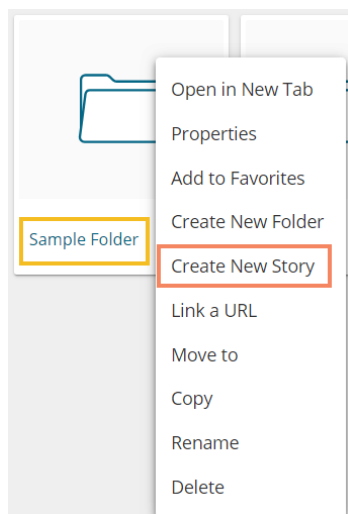 Open in New Tab
Properties
Add to Favorites
Create New Folder
Sample Folder
Create New Story
Link a URL
Move to
Copy
Rename
Delete